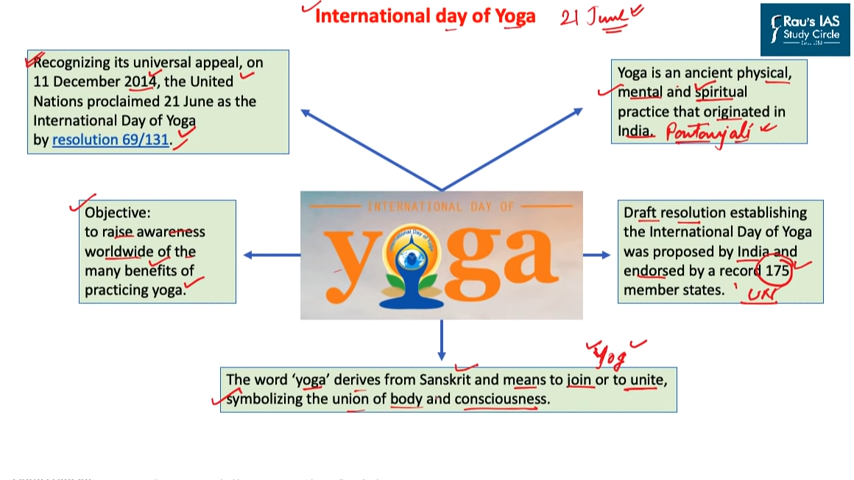 International day of Yoga 21 June
Rau's IAS
Study Circle
Recognizing its universal appeal, on
11 December 2014, the United
Nations proclaimed 21 June as the
International Day of Yoga
by resolution 69/131.
Yoga is an ancient physical,
mental and spiritual
practice that originated in
India. Pantanjali
Objective:
to raise awareness
worldwide of the
many benefits of
practicing yoga.
INTERNATIONAL DAY OF
yoga
Draft resolution establishing
the International Day of Yoga
was proposed by India and
endorsed by a record 175
member states. UN
Yog
The word ‘yoga’ derives from Sanskrit and means to join or to unite,
symbolizing the union of body and consciousness.